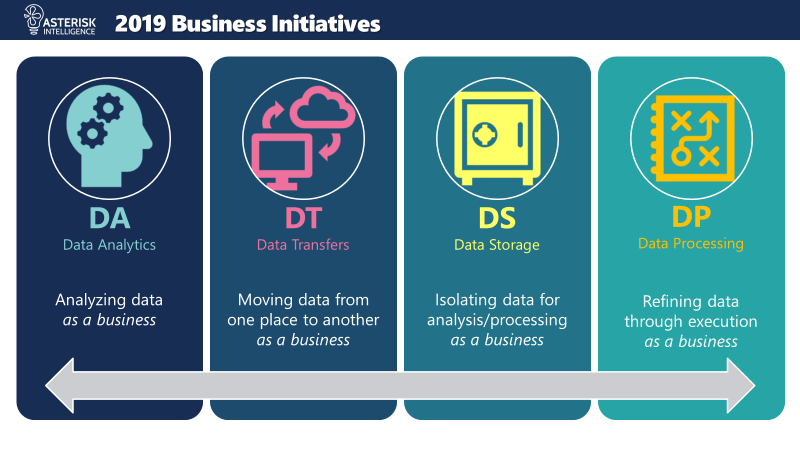 ASTERISK
INTELLIGENCE
2019 Business Initiatives
DA
Data Analytics
Analyzing data
as a business
DT
Data Transfers
Moving data from
one place to another
as a business
DS
Data Storage
Isolating data for
analysis/processing
as a business
DP
Data Processing
Refining data
through execution
as a business